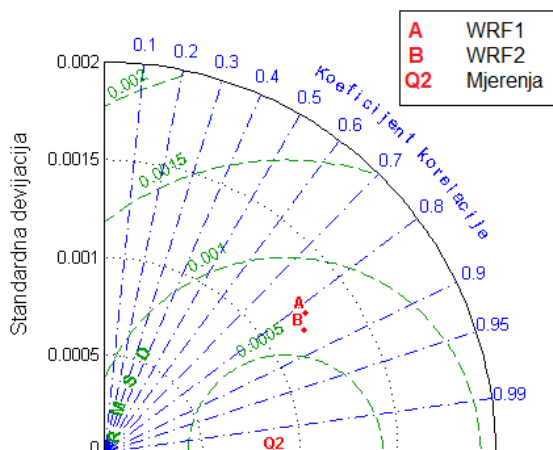 A WRF1
B WRF2
Q2 Mjerenja
Koeficijent korelacije
Standardna devijacija
0.002
0.0015
0.001
0.0005
0
0.1
0.2
0.3
0.4
0.5
0.6
0.7
0.8
0.9
0.95
0.99
0.002
0.0015
0.001
0.0005
RMSD
A
B
Q2